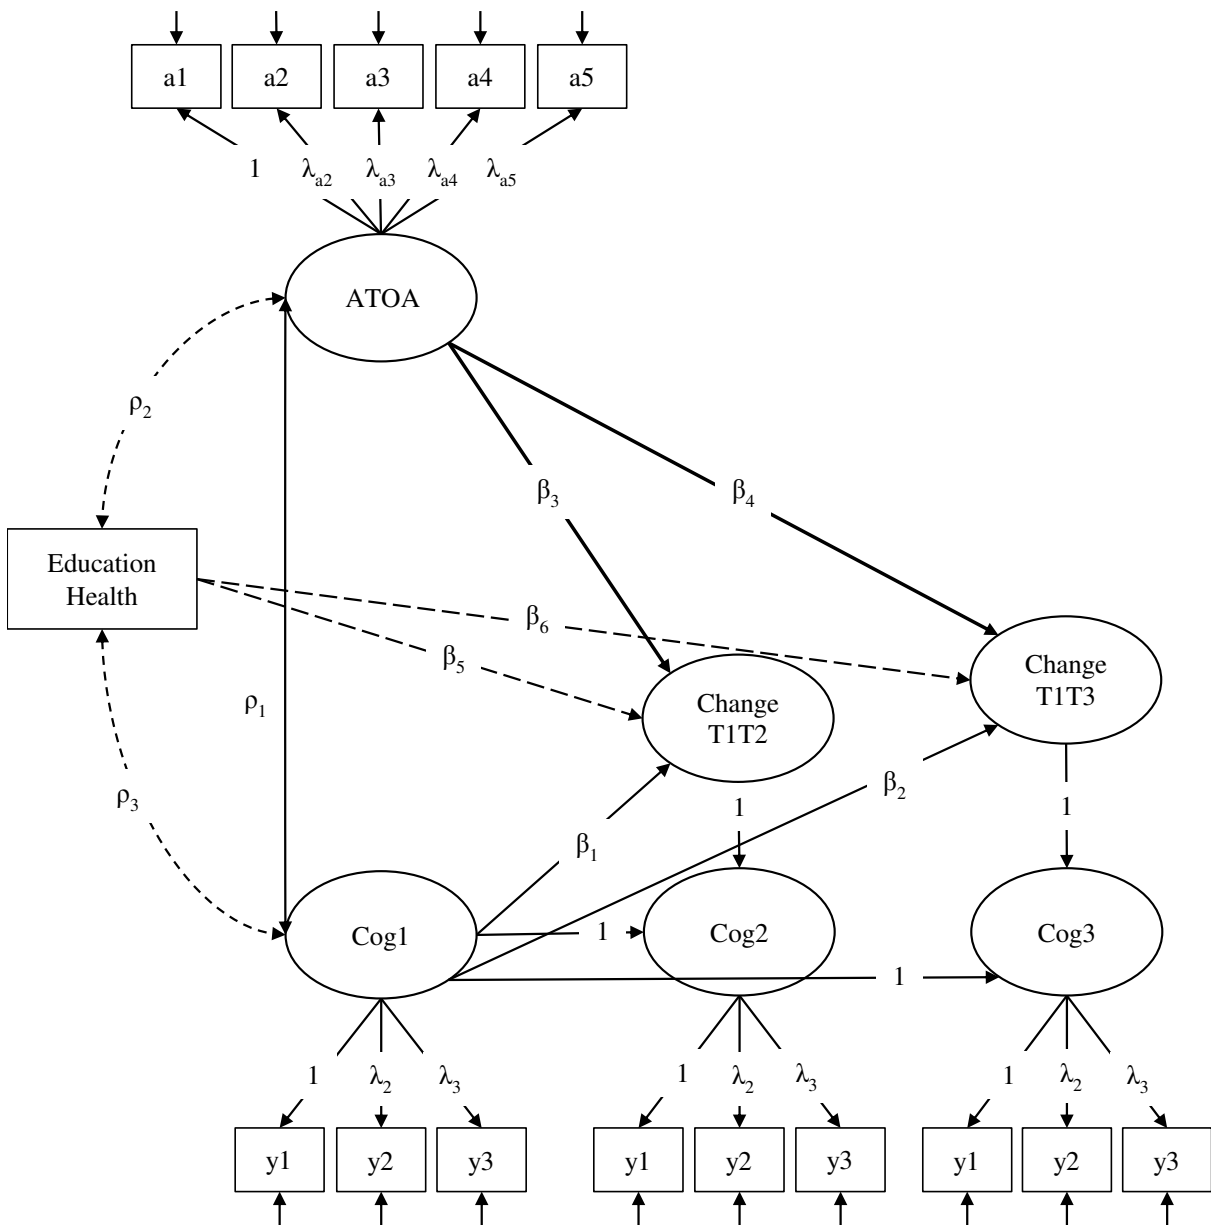 a1 a2 a3 a4 a5
1 λa2 λa3 λa4 λa5
ATOA
ρ2
β3 β4
Education
Health
β6
β5
Change
T1T3
Change
T1T2
ρ1
ρ3
β2
1 1
β1
Cog1 1 Cog2 Cog3
1
1 λ2 λ3 1 λ2 λ3 1 λ2 λ3
y1 y2 y3 y1 y2 y3 y1 y2 y3